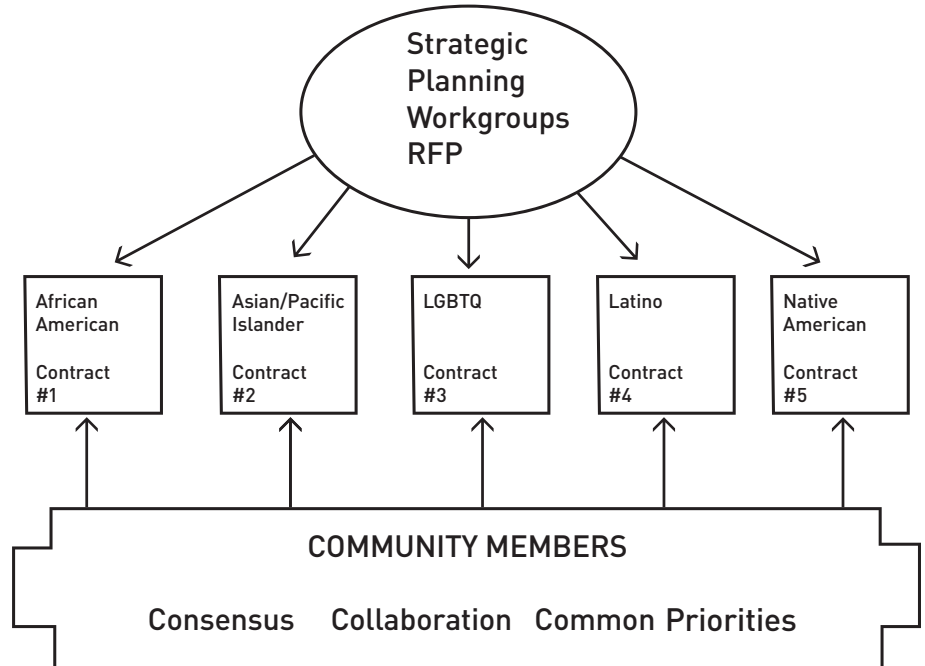 Strategic
Planning
Workgroups
RFP
African
American
Contract
#1
Asian/Pacific
Islander
Contract
#2
LGBTQ
Contract
#3
Latino
Contract
#4
Native
American
Contract
#5
COMMUNITY MEMBERS
Consensus Collaboration Common Priorities